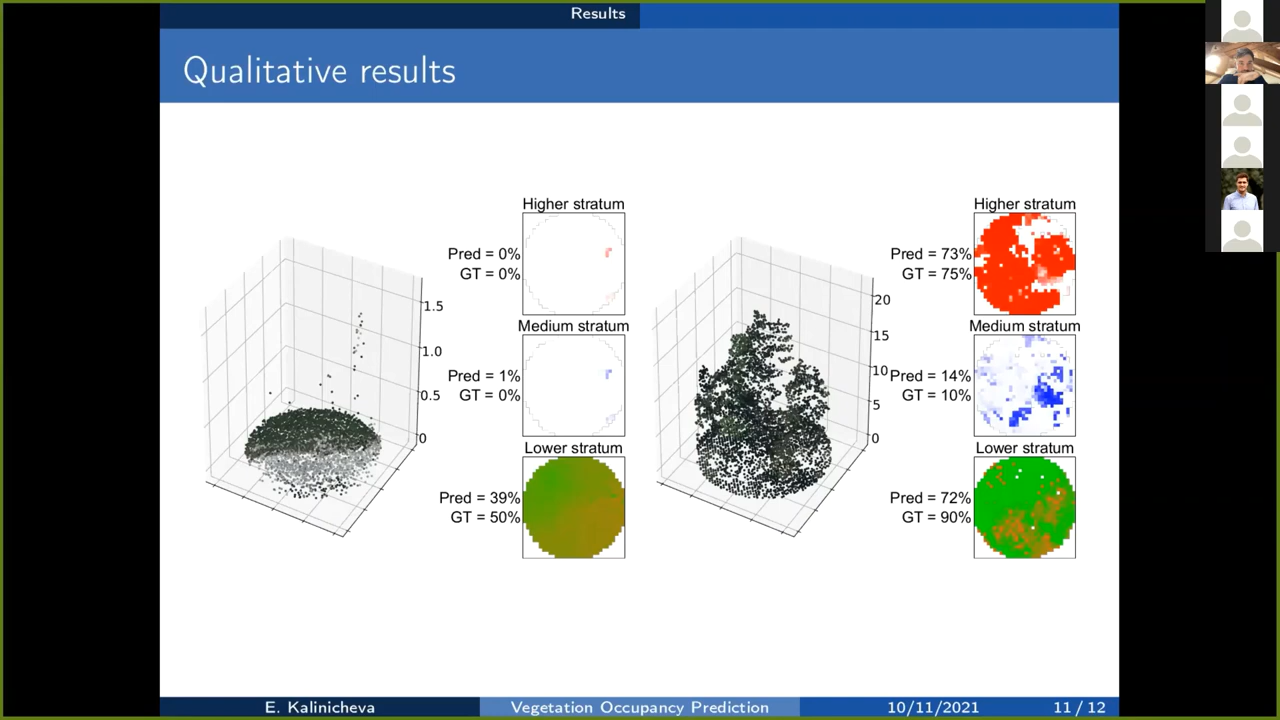 Results
Qualitative results
Higher stratum
Pred = 0%
GT = 0%
Medium stratum
Pred = 1%
GT = 0%
Lower stratum
Pred = 39%
GT = 50%
1.5
1.0
0.5
0
Higher stratum
Pred = 73%
GT = 75%
Medium stratum
Pred = 14%
GT = 10%
Lower stratum
Pred = 72%
GT = 90%
20
15
10
5
0
E. Kalinicheva
Vegetation Occupancy Prediction
10/11/2021
11 / 12